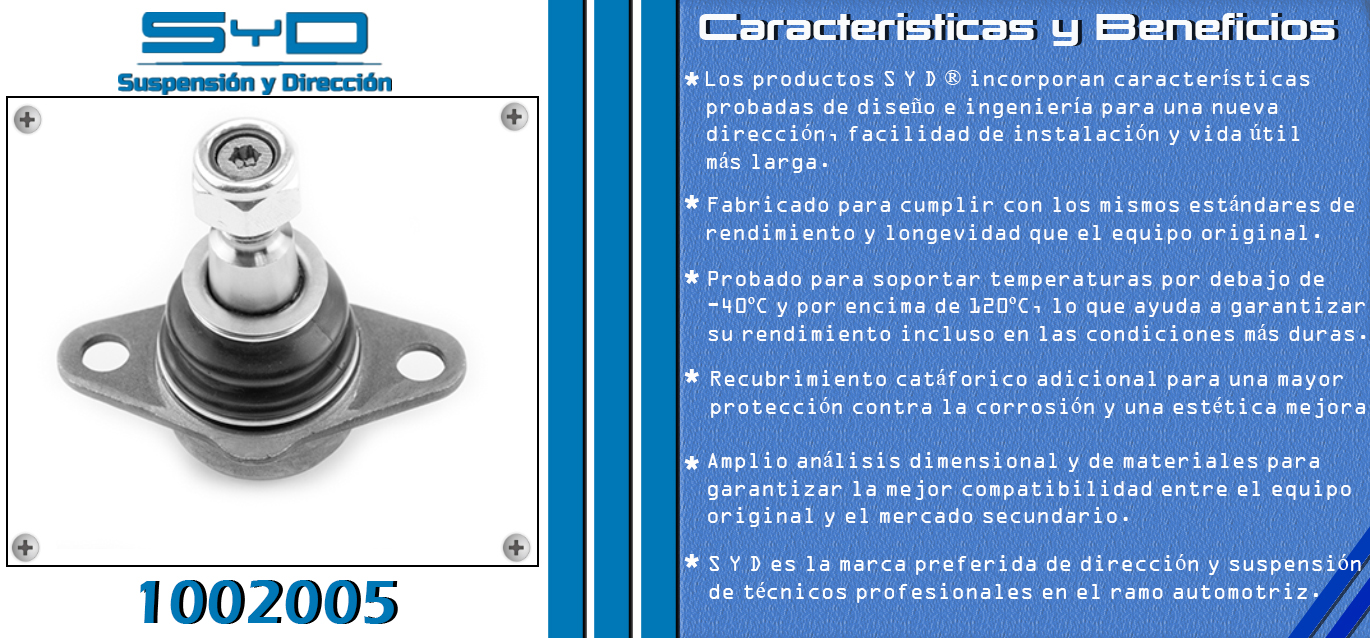 SYD
Suspensión y Dirección
1002005
Caracteristicas y Beneficios
* Los productos S Y D ® incorporan características
probadas de diseño e ingeniería para una nueva
dirección, facilidad de instalación y vida útil
más larga.
* Fabricado para cumplir con los mismos estándares de
rendimiento y longevidad que el equipo original.
* Probado para soportar temperaturas por debajo de
-40°C y por encima de 120°C, lo que ayuda a garantizar
su rendimiento incluso en las condiciones más duras.
* Recubrimiento catáforico adicional para una mayor
protección contra la corrosión y una estética mejora
* Amplio análisis dimensional y de materiales para
garantizar la mejor compatibilidad entre el equipo
original y el mercado secundario.
* S Y D es la marca preferida de dirección y suspensión
de técnicos profesionales en el ramo automotriz.